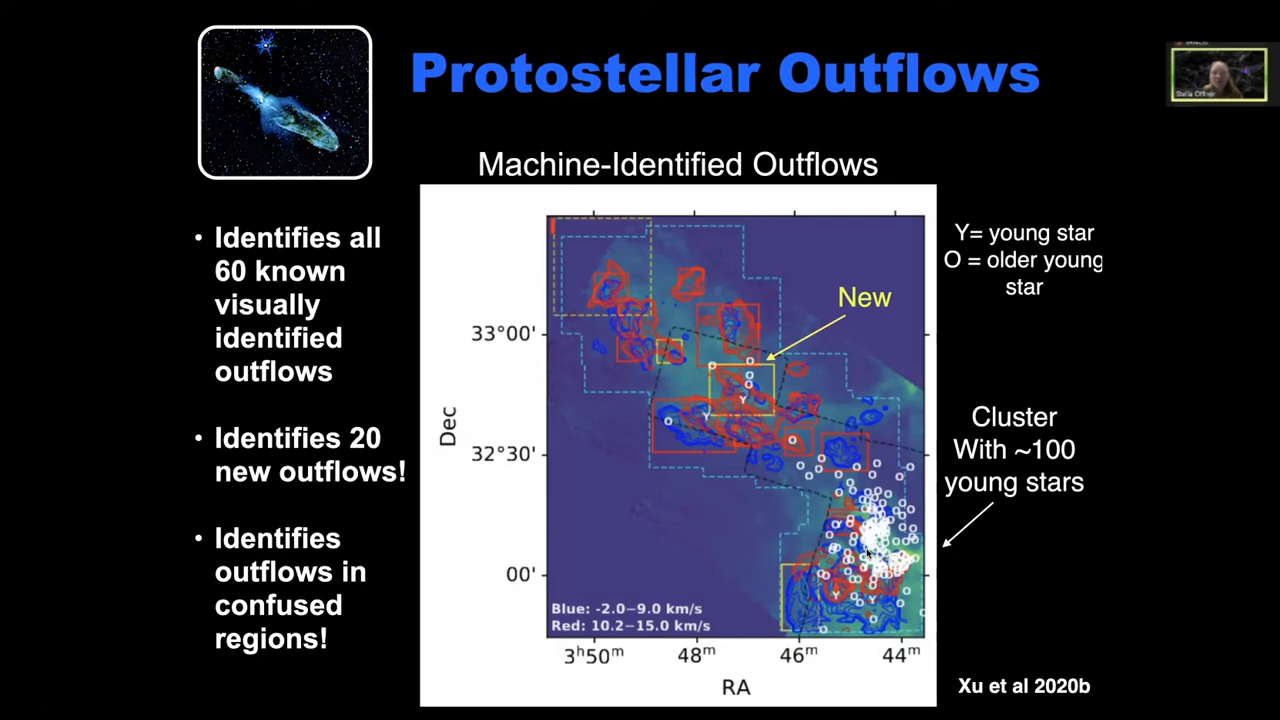 Protostellar Outflows
Stella Offner
Machine-Identified Outflows
• Identifies all
60 known
visually
identified
outflows
• Identifies 20
new outflows!
• Identifies
outflows in
confused
regions!
Y= young star
O = older young
star
New
Cluster
With ~100
young stars
Dec
33°00'
32°30'
00'
Blue: -2.0−9.0 km/s
Red: 10.2−15.0 km/s
3ʰ50ᵐ 48ᵐ 46ᵐ 44ᵐ
RA
Xu et al 2020b